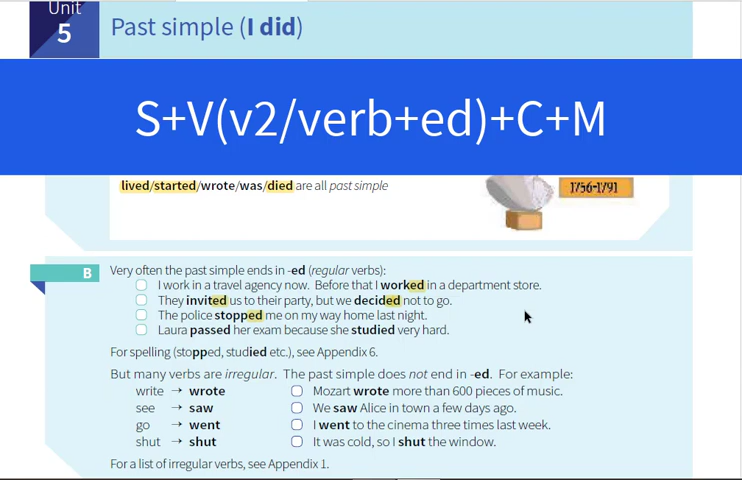 Unit
5
Past simple (I did)
S+V(v2/verb+ed)+C+M
lived/started/wrote/was/died are all past simple
1756-1791
B
Very often the past simple ends in -ed (regular verbs):
I work in a travel agency now. Before that I worked in a department store.
They invited us to their party, but we decided not to go.
The police stopped me on my way home last night.
Laura passed her exam because she studied very hard.
For spelling (stopped, studied etc.), see Appendix 6.
But many verbs are irregular. The past simple does not end in -ed. For example:
write → wrote
Mozart wrote more than 600 pieces of music.
see → saw
We saw Alice in town a few days ago.
go → went
I went to the cinema three times last week.
shut → shut
It was cold, so I shut the window.
For a list of irregular verbs, see Appendix 1.